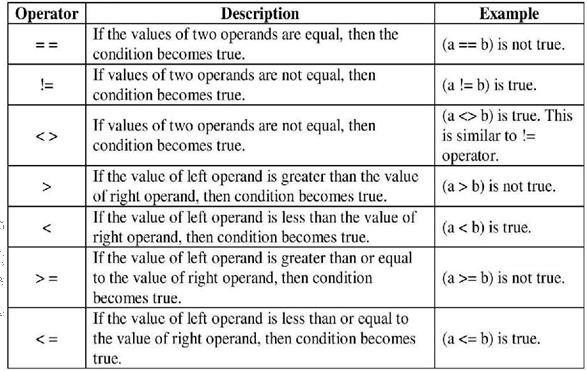 Operator Description Example
= = If the values of two operands are equal, then the condition becomes true. (a == b) is not true.
!= If values of two operands are not equal, then condition becomes true. (a != b) is true.
< > If values of two operands are not equal, then condition becomes true. (a <> b) is true. This is similar to != operator.
> If the value of left operand is greater than the value of right operand, then condition becomes true. (a > b) is not true.
< If the value of left operand is less than the value of right operand, then condition becomes true. (a < b) is true.
> = If the value of left operand is greater than or equal to the value of right operand, then condition becomes true. (a >= b) is not true.
< = If the value of left operand is less than or equal to the value of right operand, then condition becomes true. (a <= b) is true.